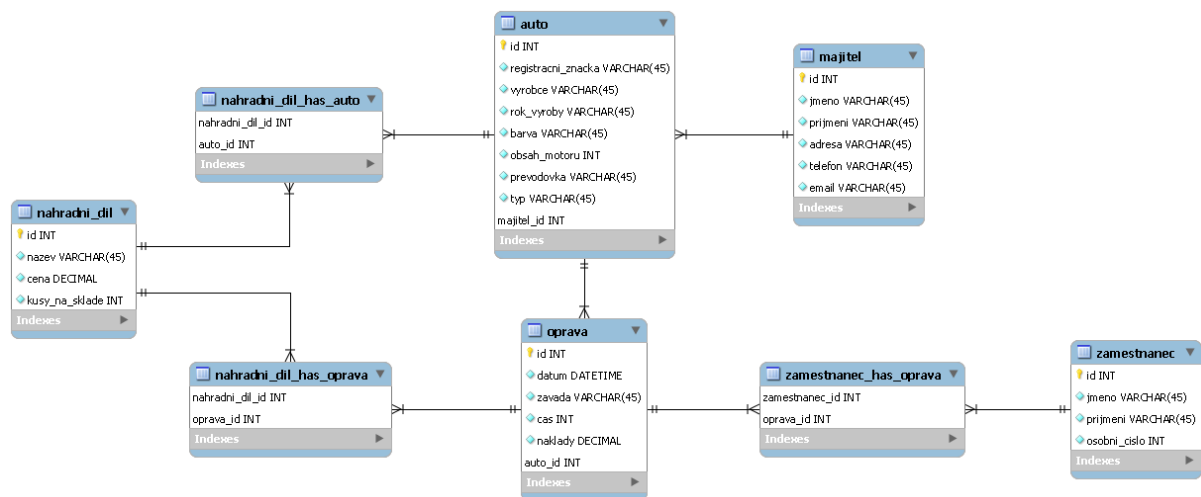 auto
id INT
registracni_znacka VARCHAR(45)
vyrobce VARCHAR(45)
rok_vyroby VARCHAR(45)
barva VARCHAR(45)
obsah_motoru INT
prevodovka VARCHAR(45)
typ VARCHAR(45)
majitel_id INT
Indexes
majitel
id INT
jmeno VARCHAR(45)
prijmeni VARCHAR(45)
adresa VARCHAR(45)
telefon VARCHAR(45)
email VARCHAR(45)
Indexes
nahradni_dil_has_auto
nahradni_dil_id INT
auto_id INT
Indexes
nahradni_dil
id INT
nazev VARCHAR(45)
cena DECIMAL
kusy_na_sklade INT
Indexes
nahradni_dil_has_oprava
nahradni_dil_id INT
oprava_id INT
Indexes
oprava
id INT
datum DATETIME
zavada VARCHAR(45)
cas INT
naklady DECIMAL
auto_id INT
Indexes
zamestnanec_has_oprava
zamestnanec_id INT
oprava_id INT
Indexes
zamestnanec
id INT
jmeno VARCHAR(45)
prijmeni VARCHAR(45)
osobni_cislo INT
Indexes